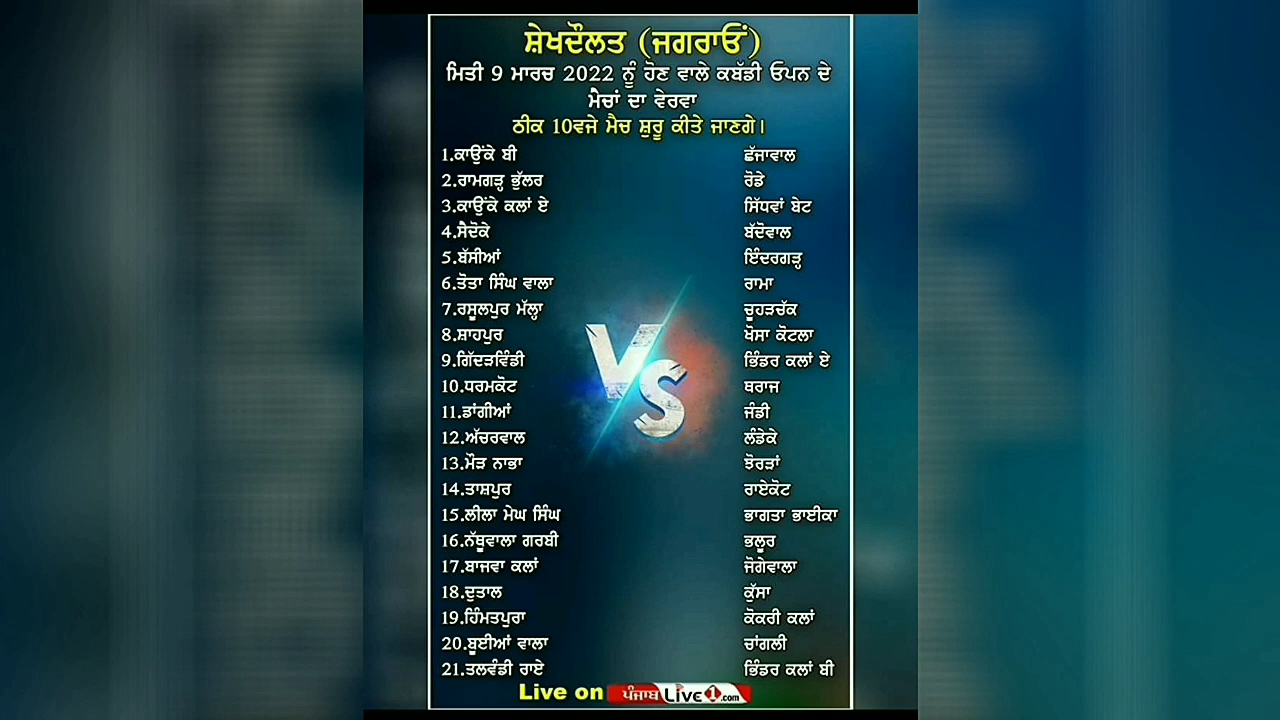 ਸ਼ੇਖਦੌਲਤ (ਜਗਰਾਓਂ)
ਮਿਤੀ 9 ਮਾਰਚ 2022 ਨੂੰ ਹੋਣ ਵਾਲੇ ਕਬੱਡੀ ਓਪਨ ਦੇ
ਮੈਚਾਂ ਦਾ ਵੇਰਵਾ
ਠੀਕ 10ਵਜੇ ਮੈਚ ਸ਼ੁਰੂ ਕੀਤੇ ਜਾਣਗੇ।
1.ਕਾਉਂਕੇ ਬੀ ਛੱਜਾਵਾਲ
2.ਰਾਮਗੜ੍ਹ ਭੁੱਲਰ ਰੋਡੇ
3.ਕਾਉਂਕੇ ਕਲਾਂ ਏ ਸਿੱਧਵਾਂ ਬੇਟ
4.ਸੈਦੋਕੇ ਬੱਦੋਵਾਲ
5.ਬੱਸੀਆਂ ਇੰਦਰਗੜ੍ਹ
6.ਤੋਤਾ ਸਿੰਘ ਵਾਲਾ ਰਾਮਾ
7.ਰਸੂਲਪੁਰ ਮੱਲ੍ਹਾ ਚੂਹੜਚੱਕ
8.ਸ਼ਾਹਪੁਰ ਖੋਸਾ ਕੋਟਲਾ
9.ਗਿੱਦੜਵਿੰਡੀ ਭਿੰਡਰ ਕਲਾਂ ਏ
10.ਧਰਮਕੋਟ ਬਰਾਜ
11.ਡਾਂਗੀਆਂ ਜੰਡੀ
12.ਅੱਚਰਵਾਲ ਲੰਡੇਕੇ
13.ਮੌੜ ਨਾਭਾ ਝੋਰੜਾਂ
14.ਤਾਸ਼ਪੁਰ ਰਾਏਕੋਟ
15.ਲੀਲਾ ਮੇਘ ਸਿੰਘ ਭਾਗਤਾ ਭਾਈਕਾ
16.ਨੱਥੂਵਾਲਾ ਗਰਬੀ ਭਲੂਰ
17.ਬਾਜਵਾ ਕਲਾਂ ਜੋਗੇਵਾਲਾ
18.ਦੁਤਾਲ ਕੁੱਸਾ
19.ਹਿੰਮਤਪੁਰਾ ਕੋਕਰੀ ਕਲਾਂ
20.ਬੂਈਆਂ ਵਾਲਾ ਚਾਂਗਲੀ
21.ਤਲਵੰਡੀ ਰਾਏ ਭਿੰਡਰ ਕਲਾਂ ਬੀ
VS
Live on ਪੰਜਾਬ Live1.com